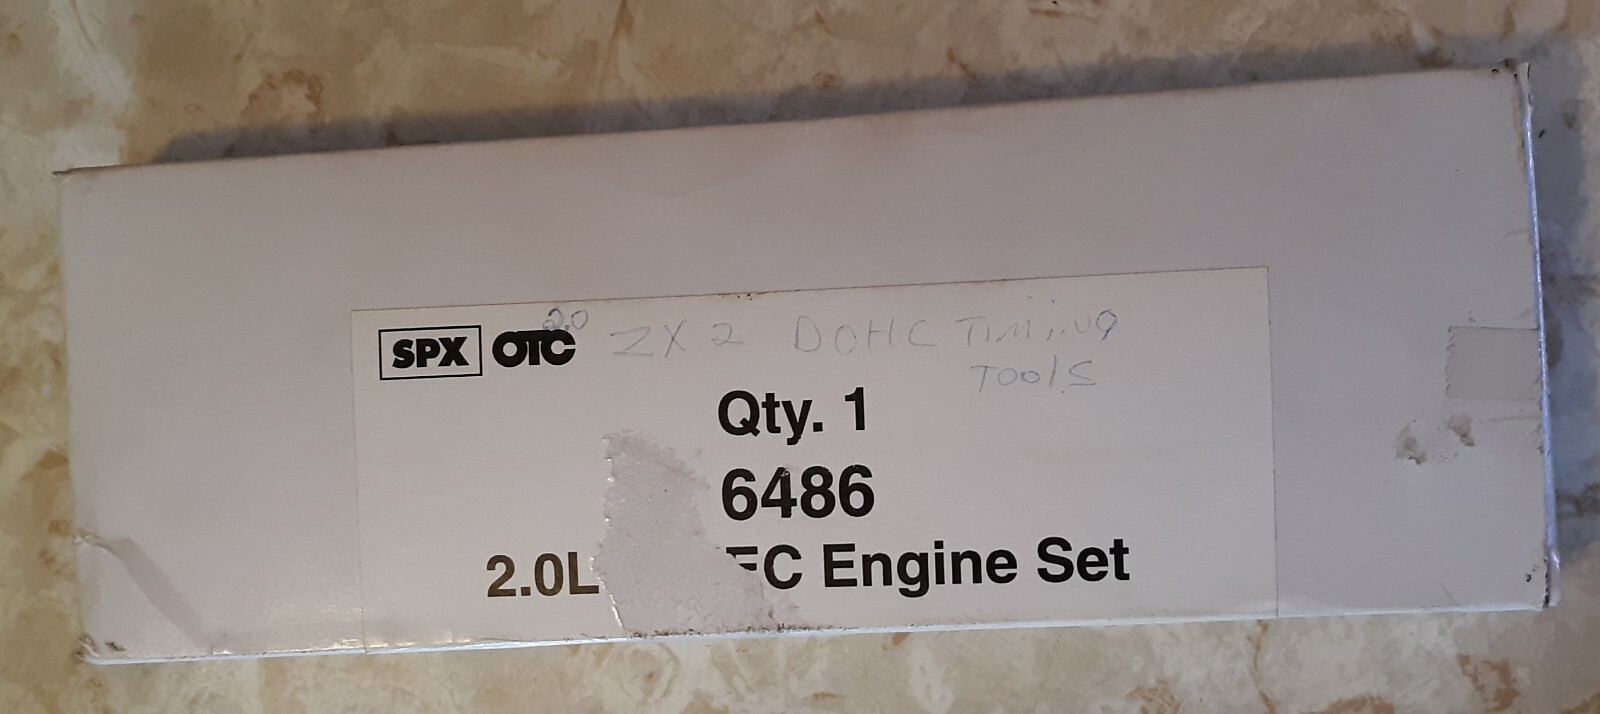 2.0 ZX2 DOHC TIMING
TOOLS
SPX OTC
Qty. 1
6486
2.0L EC Engine Set